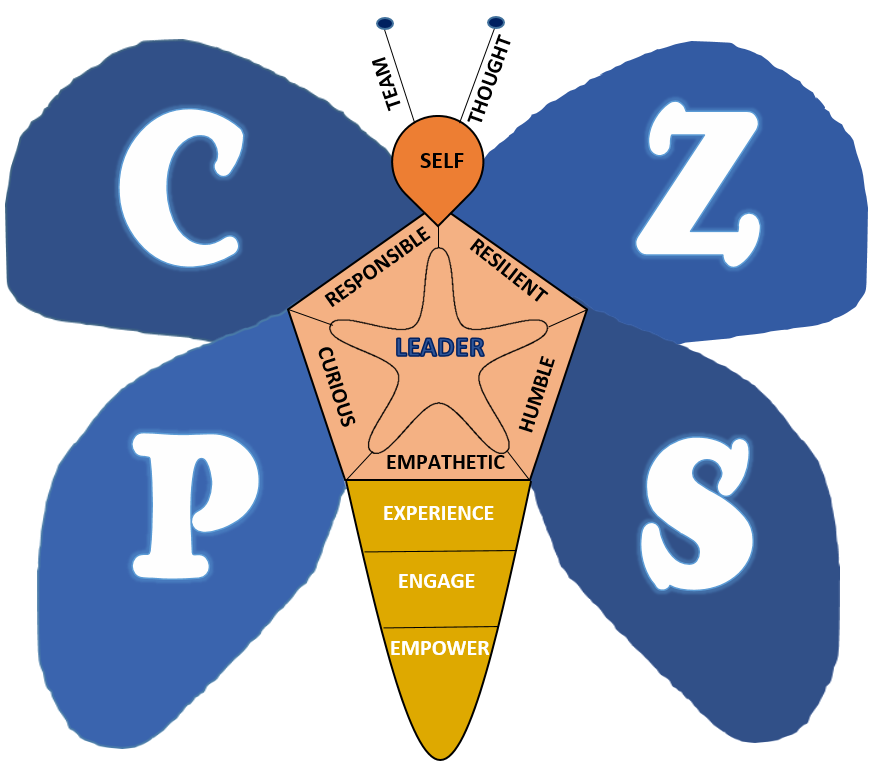 TEAM
THOUGHT
C
SELF
Z
RESPONSIBLE
RESILIENT
LEADER
CURIOUS
HUMBLE
EMPATHETIC
P
EXPERIENCE
S
ENGAGE
EMPOWER